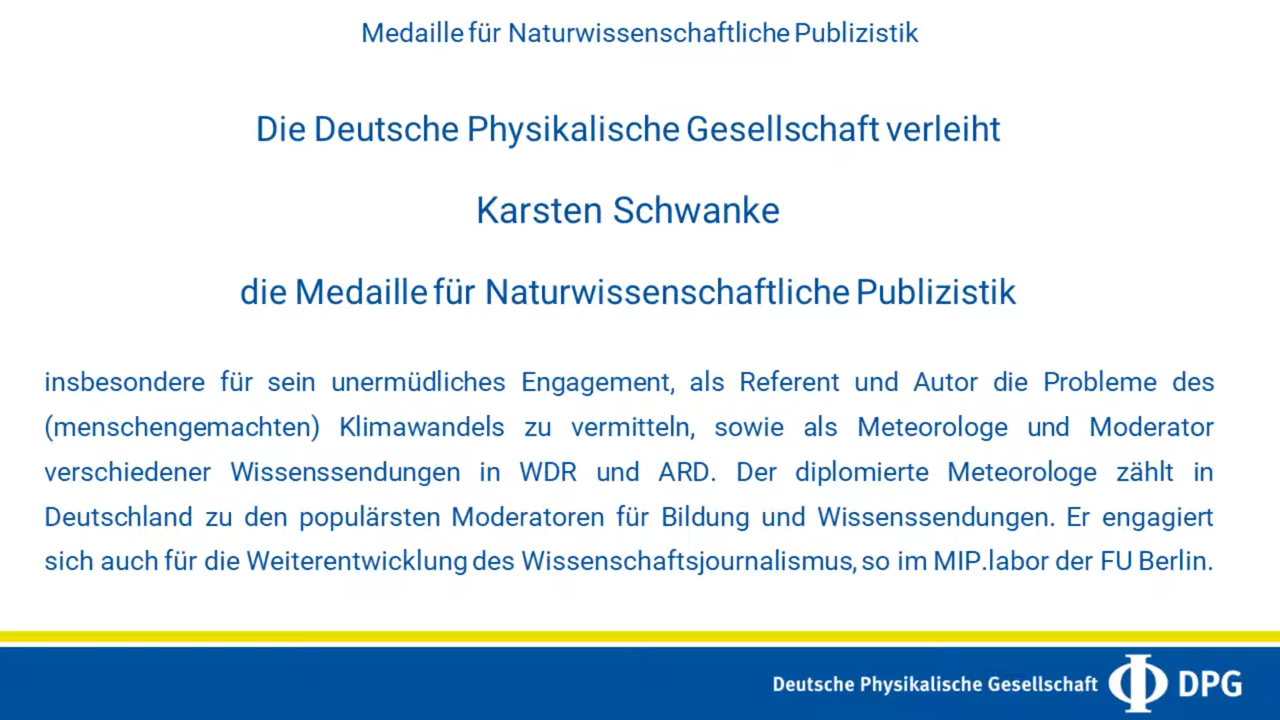 Medaille für Naturwissenschaftliche Publizistik
Die Deutsche Physikalische Gesellschaft verleiht
Karsten Schwanke
die Medaille für Naturwissenschaftliche Publizistik
insbesondere für sein unermüdliches Engagement, als Referent und Autor die Probleme des
(menschengemachten) Klimawandels zu vermitteln, sowie als Meteorologe und Moderator
verschiedener Wissenssendungen in WDR und ARD. Der diplomierte Meteorologe zählt in
Deutschland zu den populärsten Moderatoren für Bildung und Wissenssendungen. Er engagiert
sich auch für die Weiterentwicklung des Wissenschaftsjournalismus, so im MIP.labor der FU Berlin.
Deutsche Physikalische Gesellschaft DPG